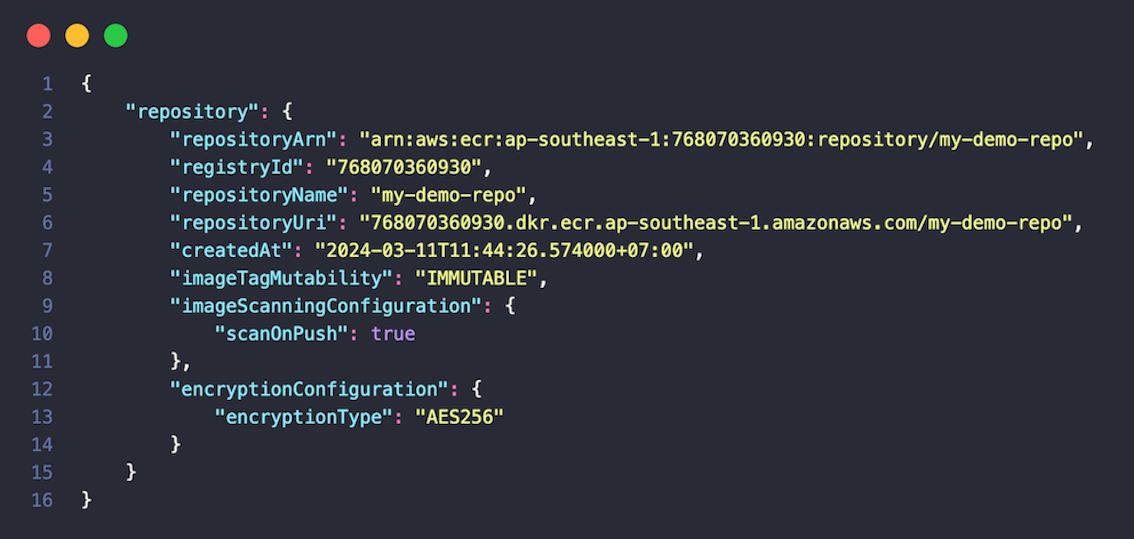 1 {
2 "repository": {
3 "repositoryArn": "arn:aws:ecr:ap-southeast-1:768070360930:repository/my-demo-repo",
4 "registryId": "768070360930",
5 "repositoryName": "my-demo-repo",
6 "repositoryUri": "768070360930.dkr.ecr.ap-southeast-1.amazonaws.com/my-demo-repo",
7 "createdAt": "2024-03-11T11:44:26.574000+07:00",
8 "imageTagMutability": "IMMUTABLE",
9 "imageScanningConfiguration": {
10 "scanOnPush": true
11 },
12 "encryptionConfiguration": {
13 "encryptionType": "AES256"
14 }
15 }
16 }